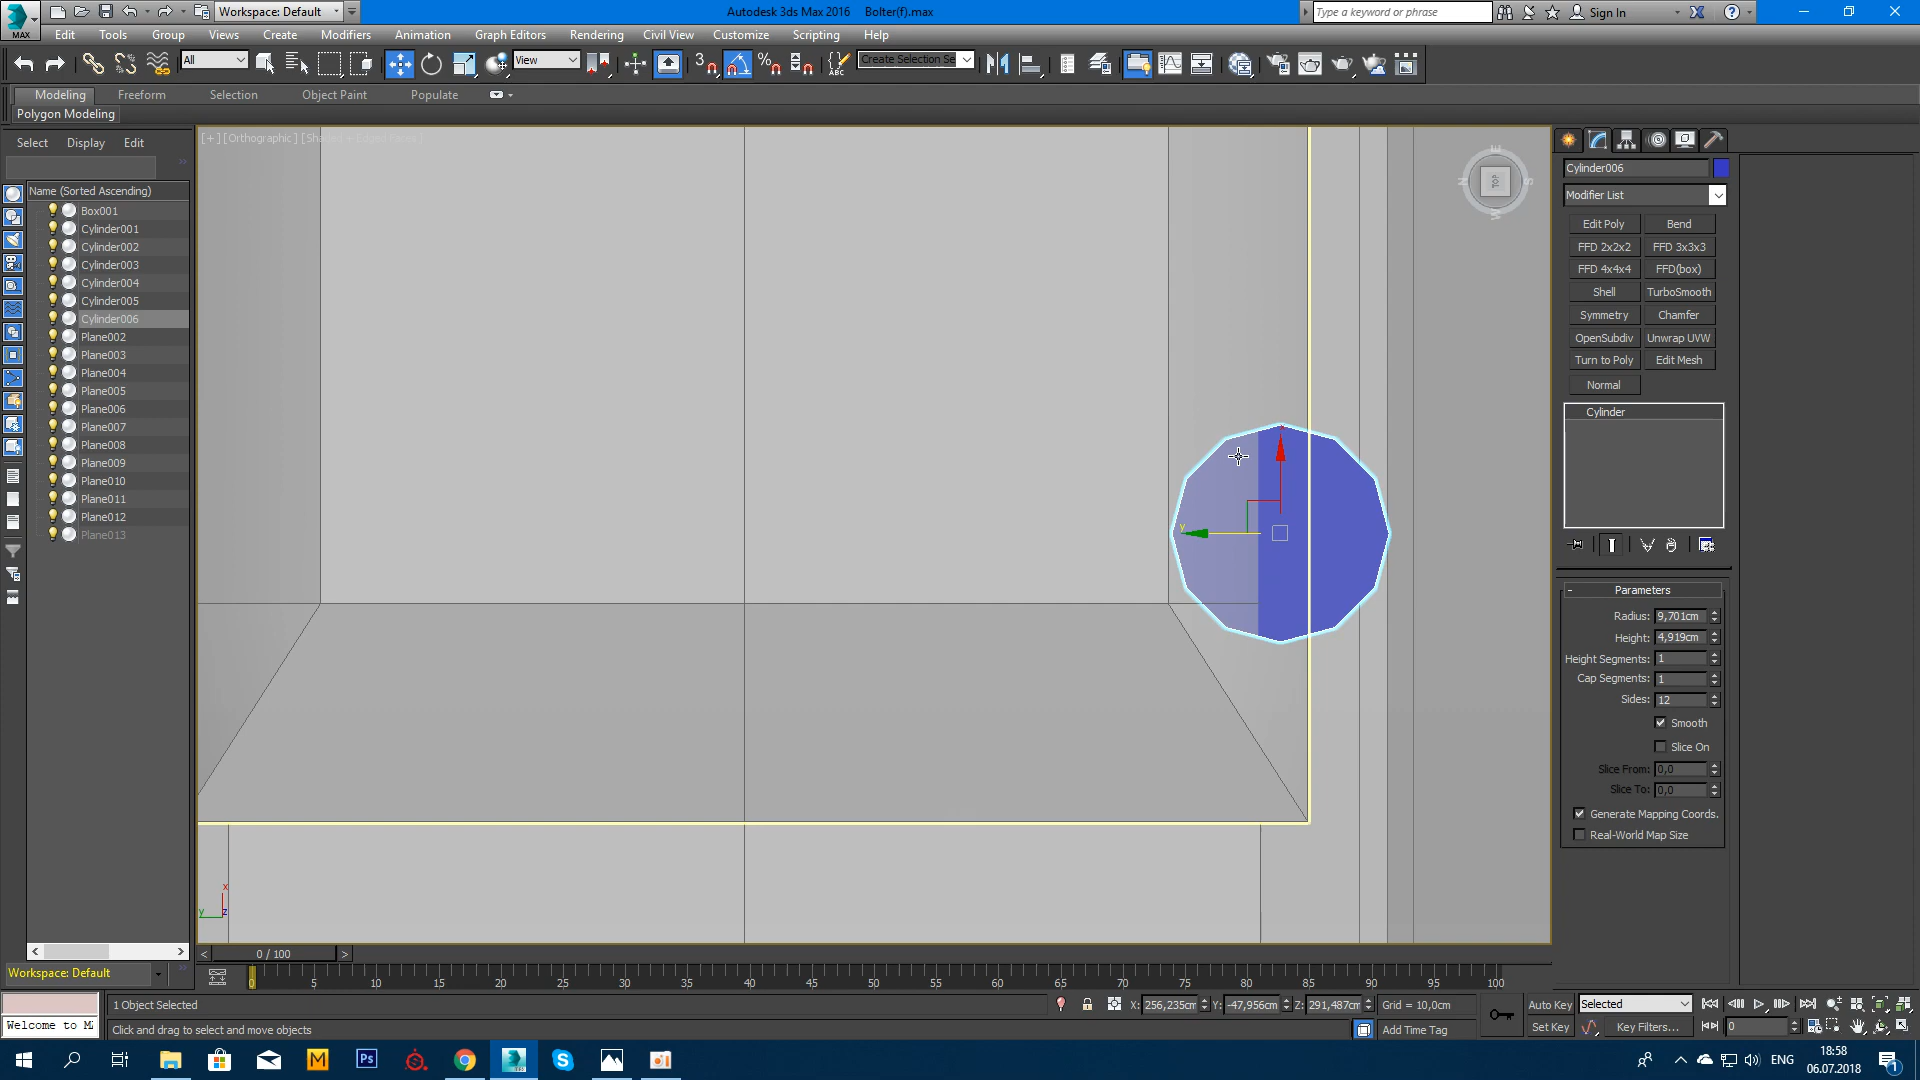 Workspace: Default
Autodesk 3ds Max 2016 Bolter(f).max
Type a keyword or phrase
Sign In
MAX
Edit Tools Group Views Create Modifiers Animation Graph Editors Rendering Civil View Customize Scripting Help
All
View
3
ABC
Create Selection Se
Modeling Freeform Selection Object Paint Populate
Polygon Modeling
Select Display Edit
[+] [Orthographic]
Name (Sorted Ascending)
Box001
Cylinder001
Cylinder002
Cylinder003
Cylinder004
Cylinder005
Cylinder006
Plane002
Plane003
Plane004
Plane005
Plane006
Plane007
Plane008
Plane009
Plane010
Plane011
Plane012
Plane013
E
N TOP S
W
y
x
y z
Cylinder006
Modifier List
Edit Poly Bend
FFD 2x2x2 FFD 3x3x3
FFD 4x4x4 FFD(box)
Shell TurboSmooth
Symmetry Chamfer
OpenSubdiv Unwrap UVW
Turn to Poly Edit Mesh
Normal
Cylinder
- Parameters
Radius: 9,701cm
Height: 4,919cm
Height Segments: 1
Cap Segments: 1
Sides: 12
Smooth
Slice On
Slice From: 0,0
Slice To: 0,0
Generate Mapping Coords.
Real-World Map Size
< 0 / 100 >
Workspace: Default
0 5 10 15 20 25 30 35 40 45 50 55 60 65 70 75 80 85 90 95 100
1 Object Selected
X: 256,235cm Y: -47,956cm Z: 291,487cm Grid = 10,0cm
Auto Key Selected
Welcome to
Click and drag to select and move objects
Add Time Tag
Set Key Key Filters... 0
Ps
ENG
18:58
06.07.2018
1